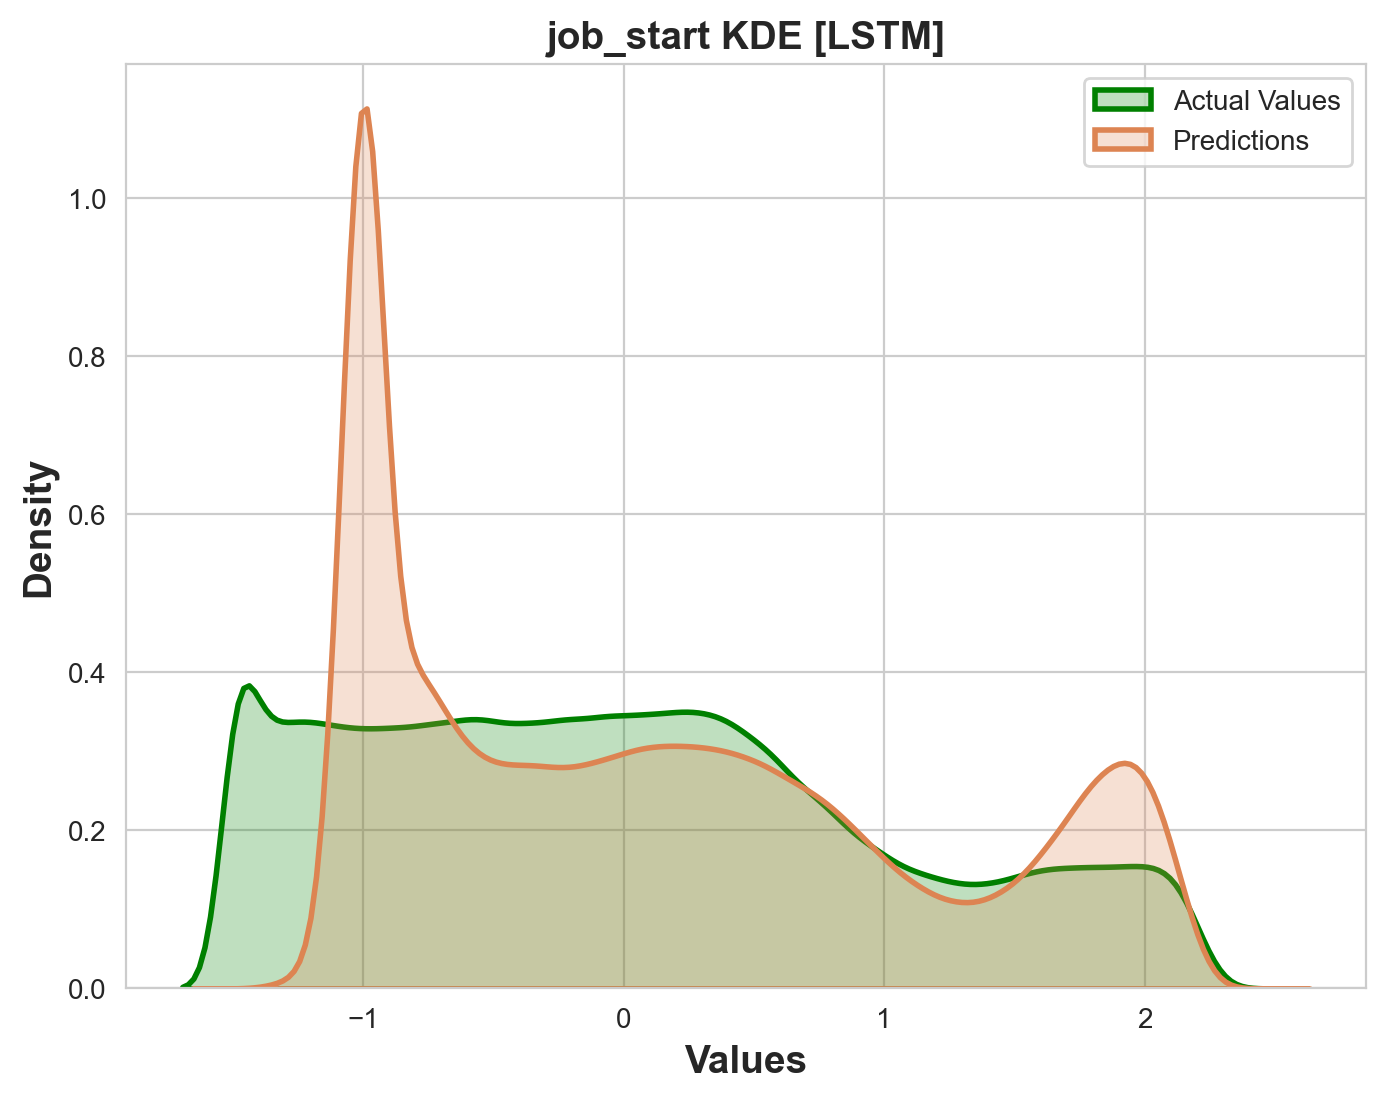 job_start KDE [LSTM]
Actual Values
Predictions
Density
1.0
0.8
0.6
0.4
0.2
0.0
−1
0
1
2
Values